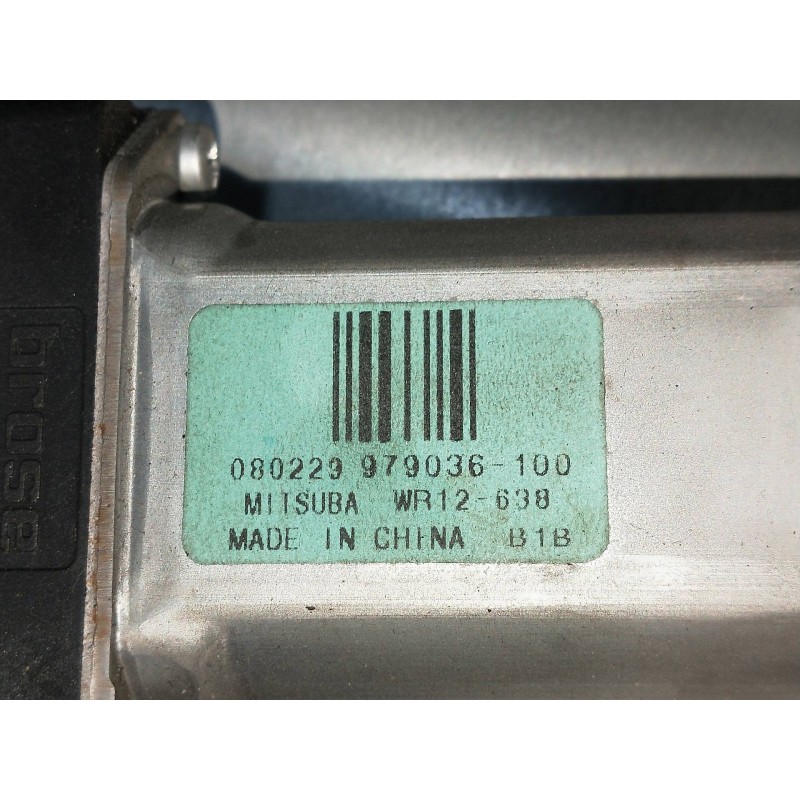 080229 979036-100
MITSUBA WR12-638
MADE IN CHINA B1B
brose